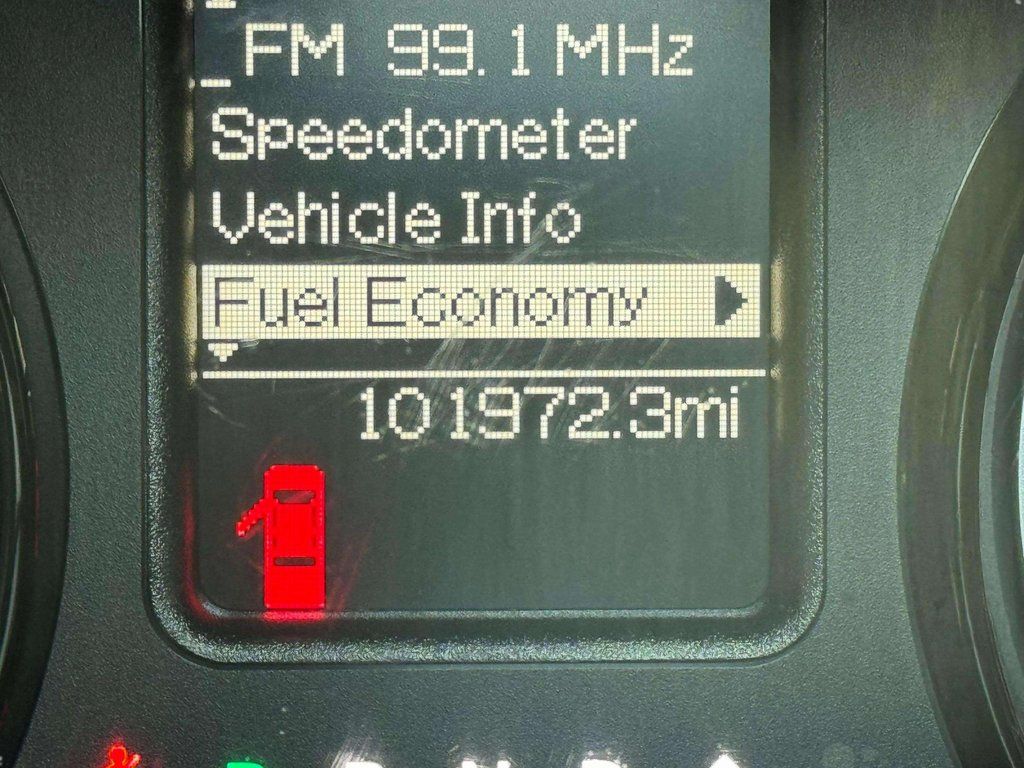 FM 99.1 MHz
Speedometer
Vehicle Info
Fuel Economy
101972.3mi